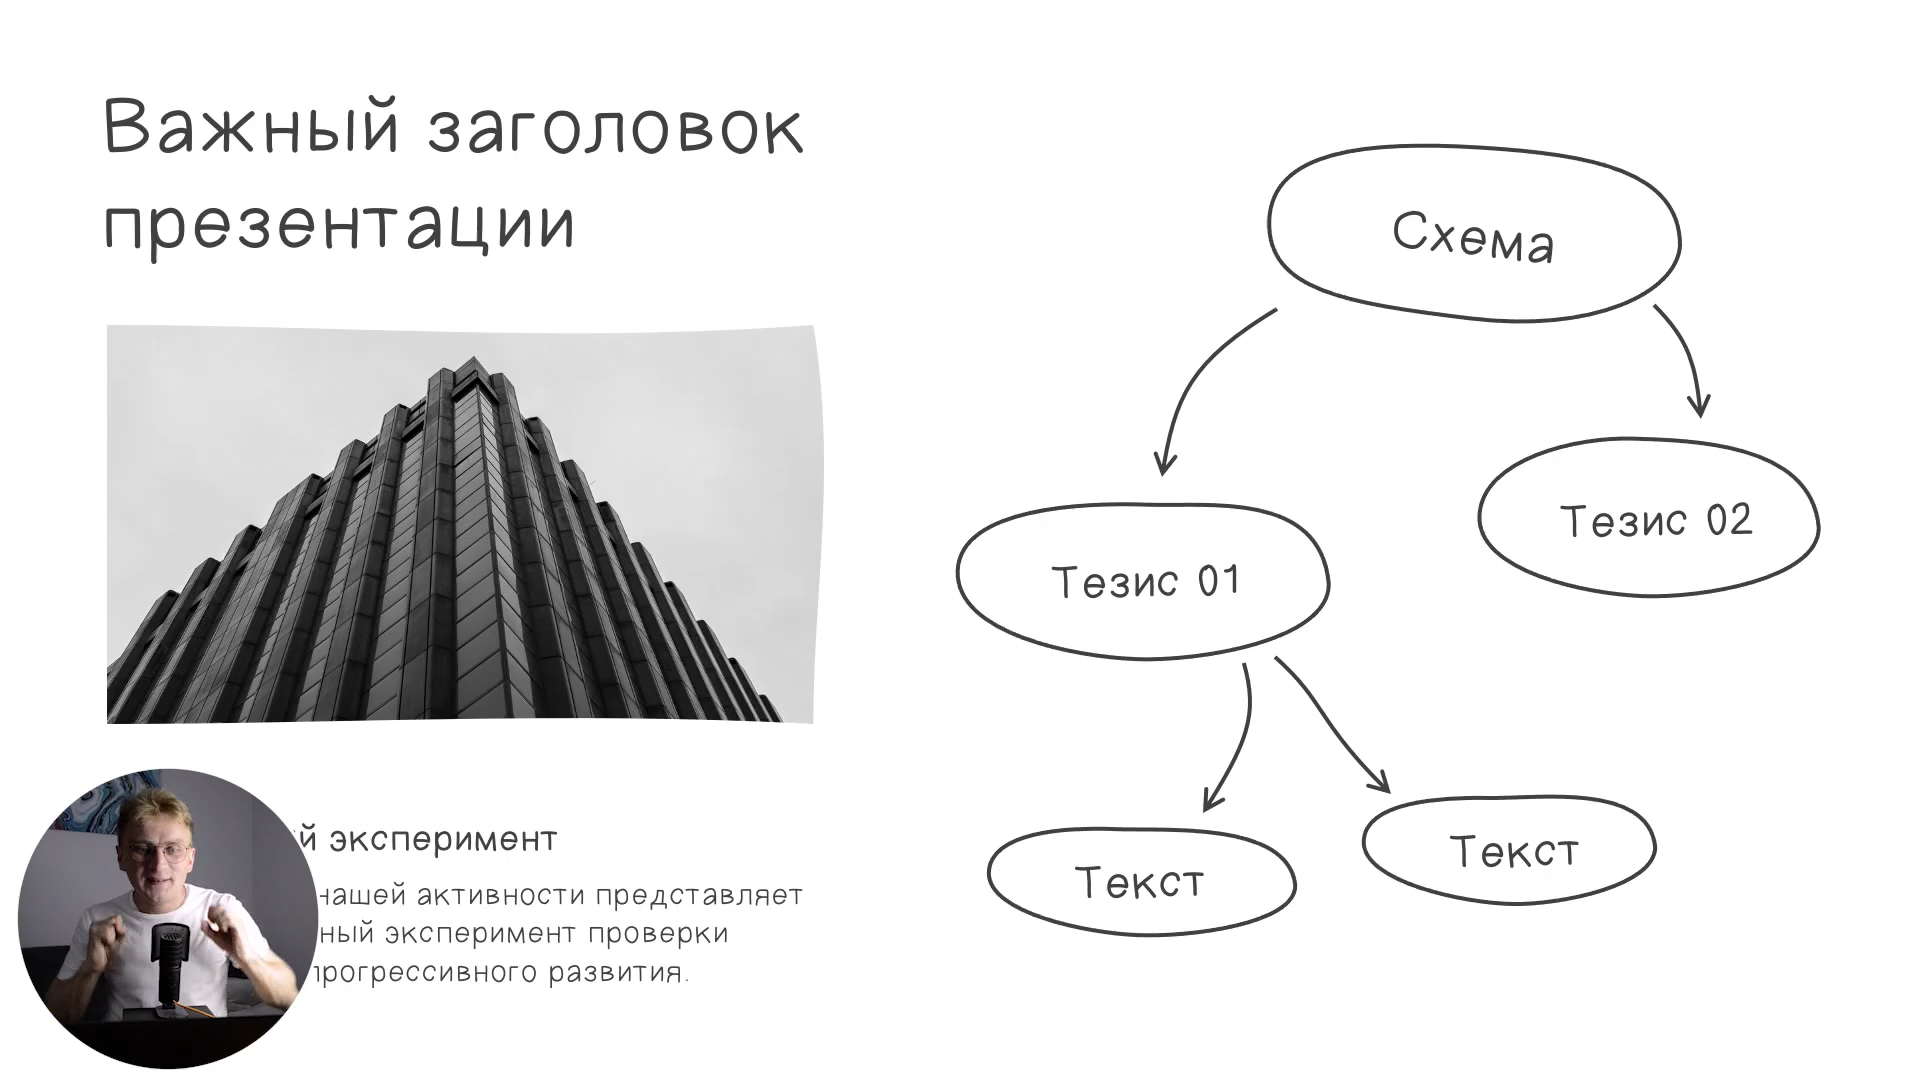 Важный заголовок
презентации
й эксперимент
нашей активности представляет
ный эксперимент проверки
прогрессивного развития.
Схема
Тезис 02
Тезис 01
Текст
Текст